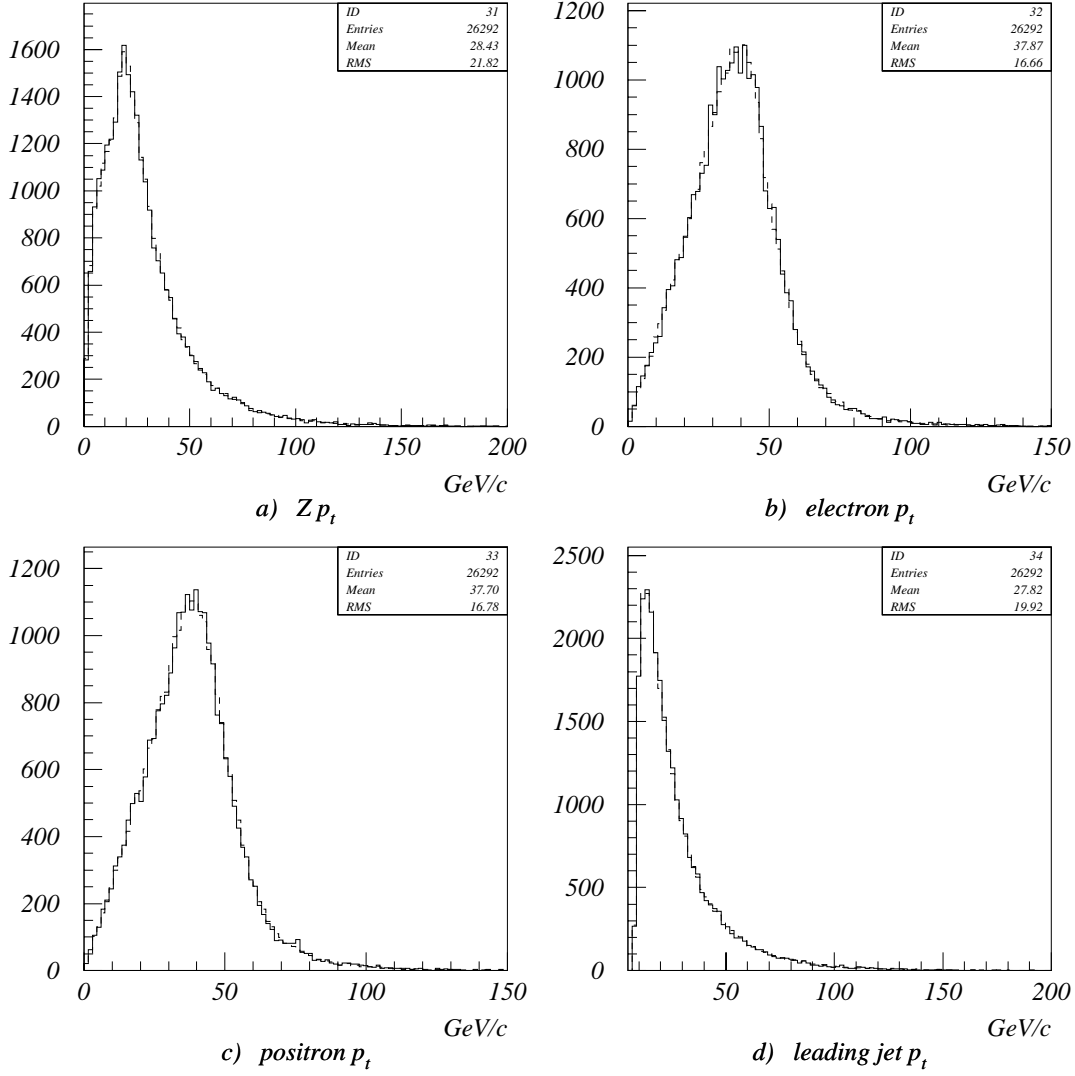 ID 31
Entries 26292
Mean 28.43
RMS 21.82
1600
1400
1200
1000
800
600
400
200
0
0 50 100 150 200
GeV/c
a) Z pt
ID 32
Entries 26292
Mean 37.87
RMS 16.66
1200
1000
800
600
400
200
0
0 50 100 150
GeV/c
b) electron pt
ID 33
Entries 26292
Mean 37.70
RMS 16.78
1200
1000
800
600
400
200
0
0 50 100 150
GeV/c
c) positron pt
ID 34
Entries 26292
Mean 27.82
RMS 19.92
2500
2000
1500
1000
500
0
50 100 150 200
GeV/c
d) leading jet pt